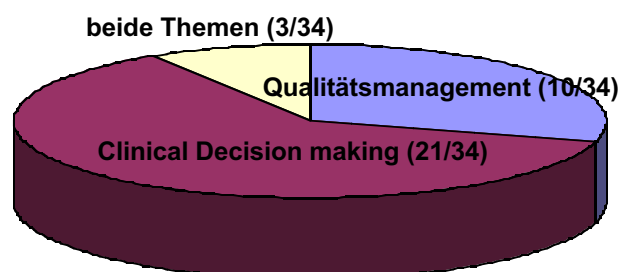 beide Themen (3/34)
Qualitätsmanagement (10/34)
Clinical Decision making (21/34)